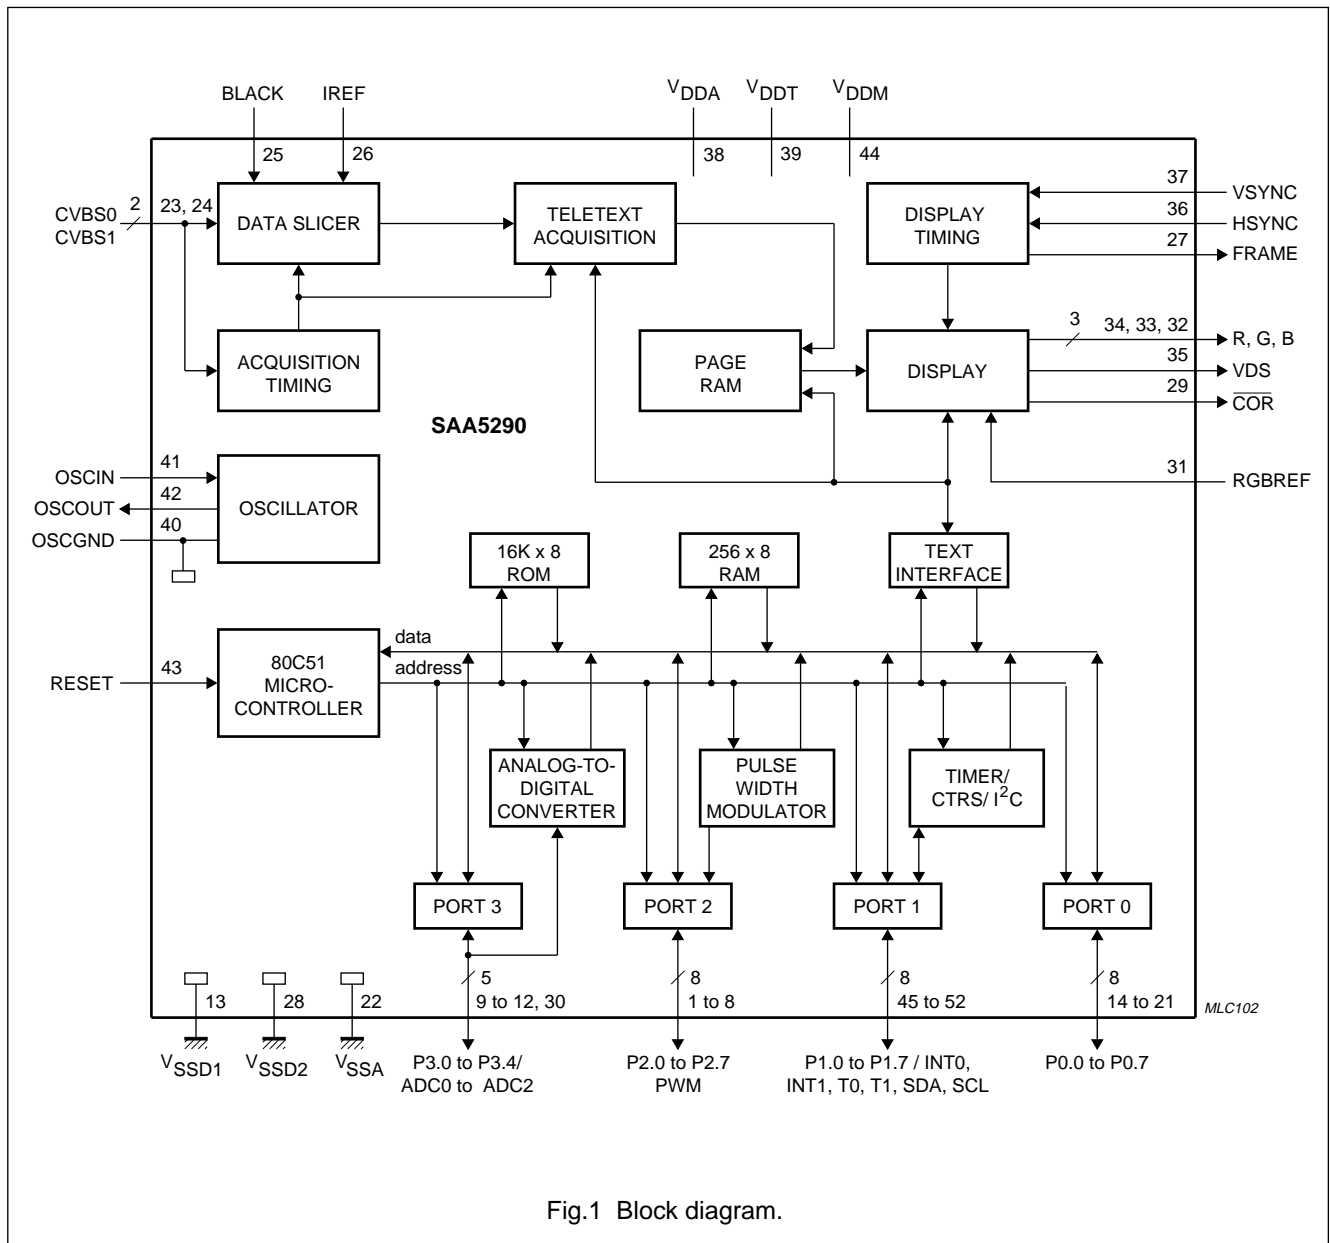 BLACK
IREF
VDDA
VDDT
VDDM
25
26
38
39
44
37
VSYNC
CVBS0
CVBS1
2
23, 24
DATA SLICER
TELETEXT
ACQUISITION
DISPLAY
TIMING
36
HSYNC
27
FRAME
3
34, 33, 32
R, G, B
ACQUISITION
TIMING
PAGE
RAM
DISPLAY
35
VDS
29
COR
SAA5290
OSCIN
41
31
RGBREF
OSCOUT
42
OSCILLATOR
OSCGND
40
16K x 8
ROM
256 x 8
RAM
TEXT
INTERFACE
data
address
RESET
43
80C51
MICRO-
CONTROLLER
ANALOG-TO-
DIGITAL
CONVERTER
PULSE
WIDTH
MODULATOR
TIMER/
CTRS/ I²C
PORT 3
PORT 2
PORT 1
PORT 0
5
8
8
8
13
28
22
9 to 12, 30
1 to 8
45 to 52
14 to 21
MLC102
VSSD1
VSSD2
VSSA
P3.0 to P3.4/
ADC0 to ADC2
P2.0 to P2.7
PWM
P1.0 to P1.7 / INT0,
INT1, T0, T1, SDA, SCL
P0.0 to P0.7
Fig.1 Block diagram.